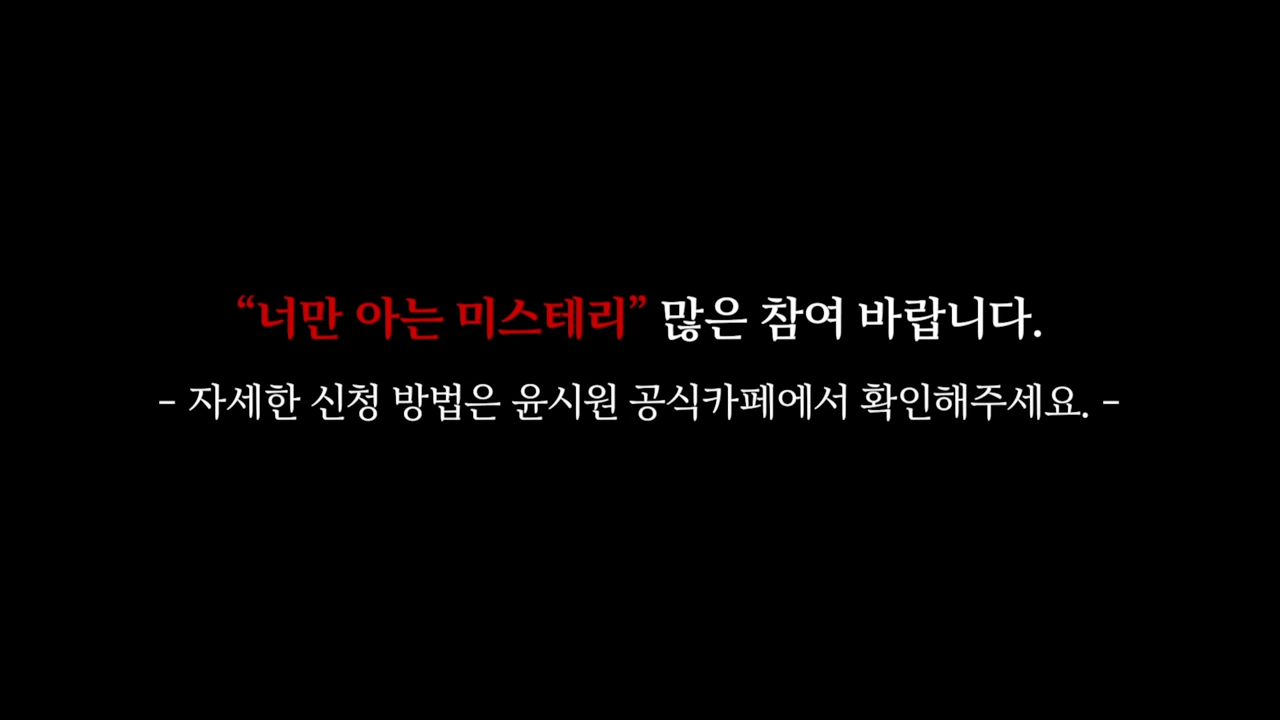 “너만 아는 미스테리” 많은 참여 바랍니다.
- 자세한 신청 방법은 윤시원 공식카페에서 확인해주세요. -